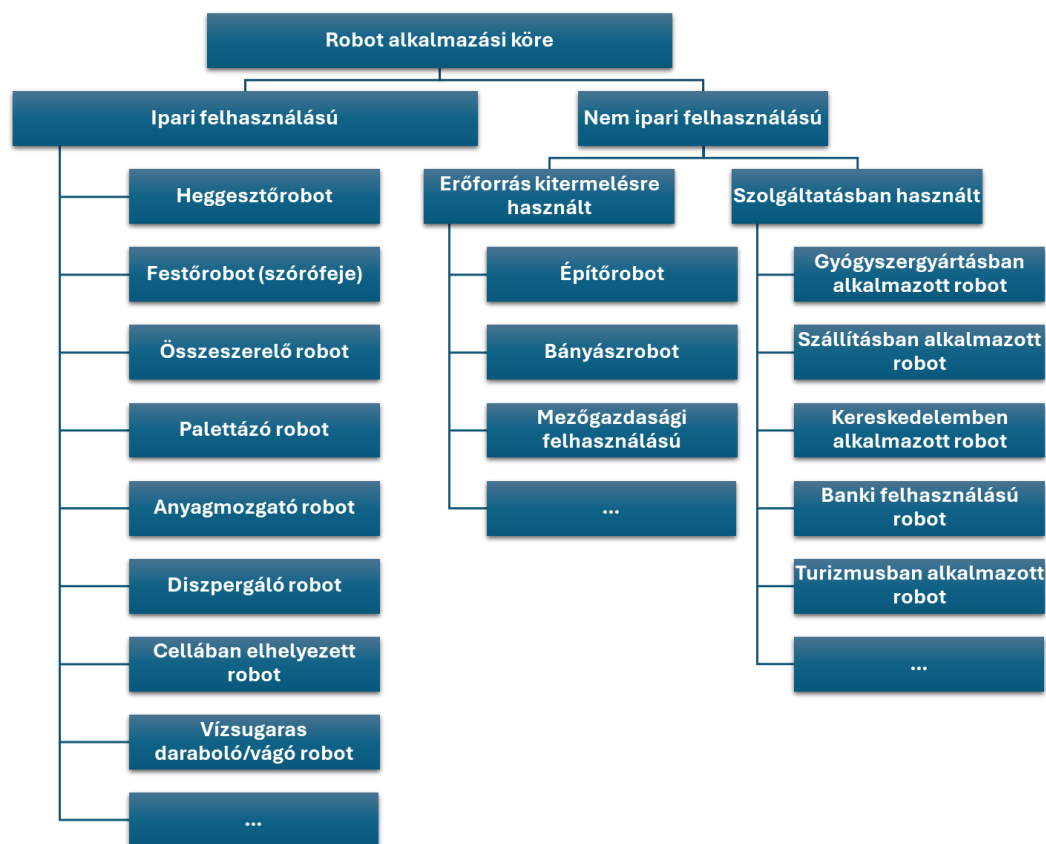 Robot alkalmazási köre
Ipari felhasználású
Heggesztőrobot
Festőrobot (szórófeje)
Összeszerelő robot
Palettázó robot
Anyagmozgató robot
Diszpergáló robot
Cellában elhelyezett
robot
Vízsugaras
daraboló/vágó robot
...
Nem ipari felhasználású
Erőforrás kitermelésre
használt
Építőrobot
Bányászrobot
Mezőgazdasági
felhasználású
...
Szolgáltatásban használt
Gyógyszergyártásban
alkalmazott robot
Szállításban alkalmazott
robot
Kereskedelemben
alkalmazott robot
Banki felhasználású
robot
Turizmusban alkalmazott
robot
...